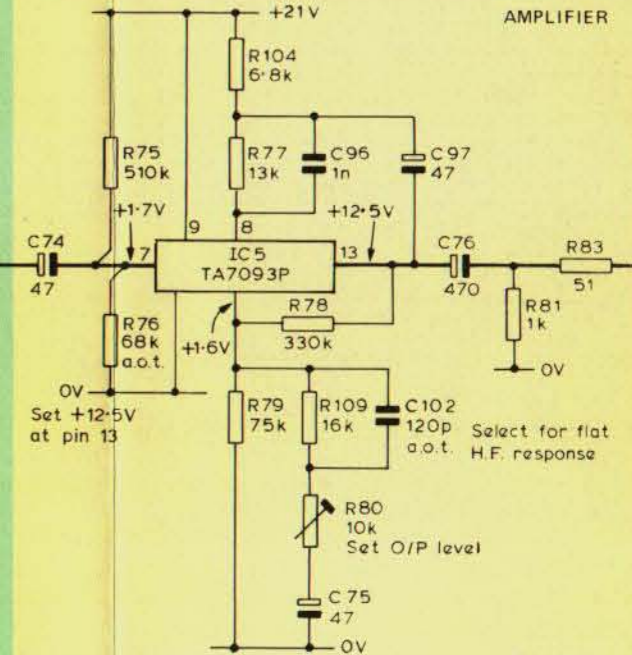 +21V
AMPLIFIER
R104
6·8k
R75
510k
R77
13k
C96
1n
C97
47
+1·7V
9
8
+12·5V
C74
47
7
IC5
TA7093P
13
C76
470
R83
51
R76
68k
a.o.t.
+1·6V
R78
330k
R81
1k
0V
0V
Set +12·5V
at pin 13
R79
75k
R109
16k
C102
120p
a.o.t.
Select for flat
H.F. response
R80
10k
Set O/P level
C75
47
0V